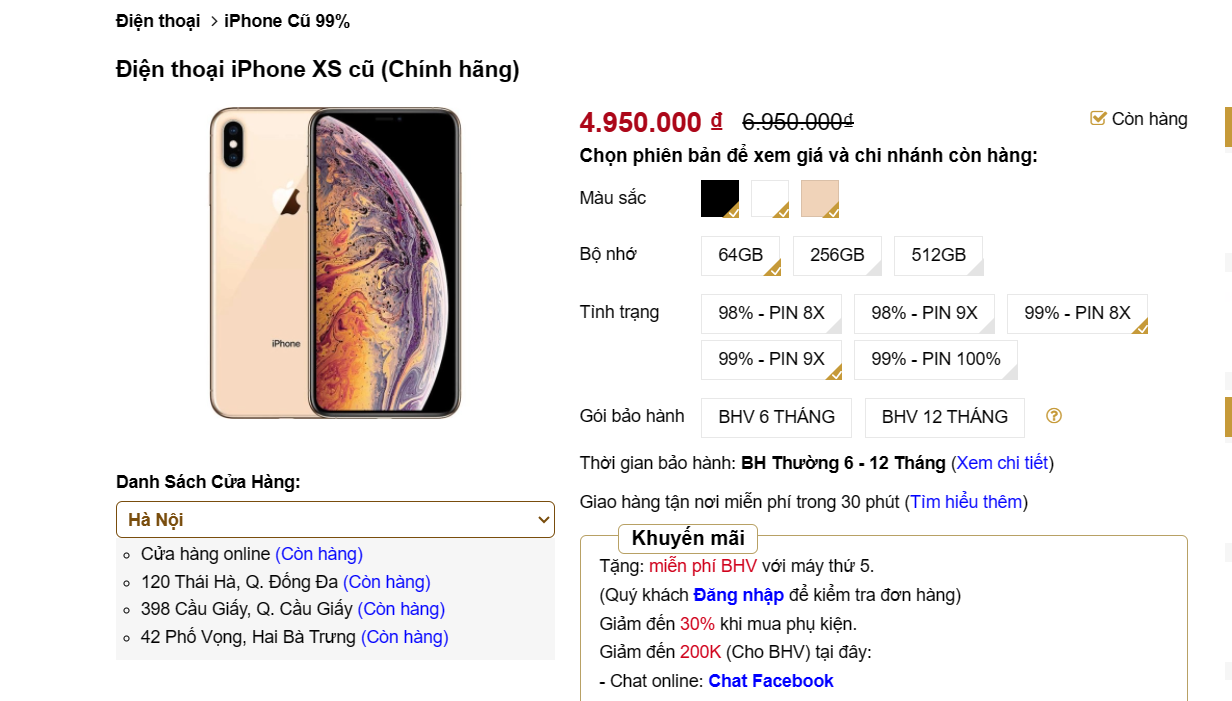 Điện thoại > iPhone Cũ 99%
Điện thoại iPhone XS cũ (Chính hãng)
iPhone
4.950.000 ₫ 6.950.000₫
Còn hàng
Chọn phiên bản để xem giá và chi nhánh còn hàng:
Màu sắc
Bộ nhớ 64GB 256GB 512GB
Tình trạng 98% - PIN 8X 98% - PIN 9X 99% - PIN 8X
99% - PIN 9X 99% - PIN 100%
Gói bảo hành BHV 6 THÁNG BHV 12 THÁNG ?
Thời gian bảo hành: BH Thường 6 - 12 Tháng (Xem chi tiết)
Giao hàng tận nơi miễn phí trong 30 phút (Tìm hiểu thêm)
Danh Sách Cửa Hàng:
Hà Nội
Cửa hàng online (Còn hàng)
120 Thái Hà, Q. Đống Đa (Còn hàng)
398 Cầu Giấy, Q. Cầu Giấy (Còn hàng)
42 Phố Vọng, Hai Bà Trưng (Còn hàng)
Khuyến mãi
Tặng: miễn phí BHV với máy thứ 5.
(Quý khách Đăng nhập để kiểm tra đơn hàng)
Giảm đến 30% khi mua phụ kiện.
Giảm đến 200K (Cho BHV) tại đây:
- Chat online: Chat Facebook